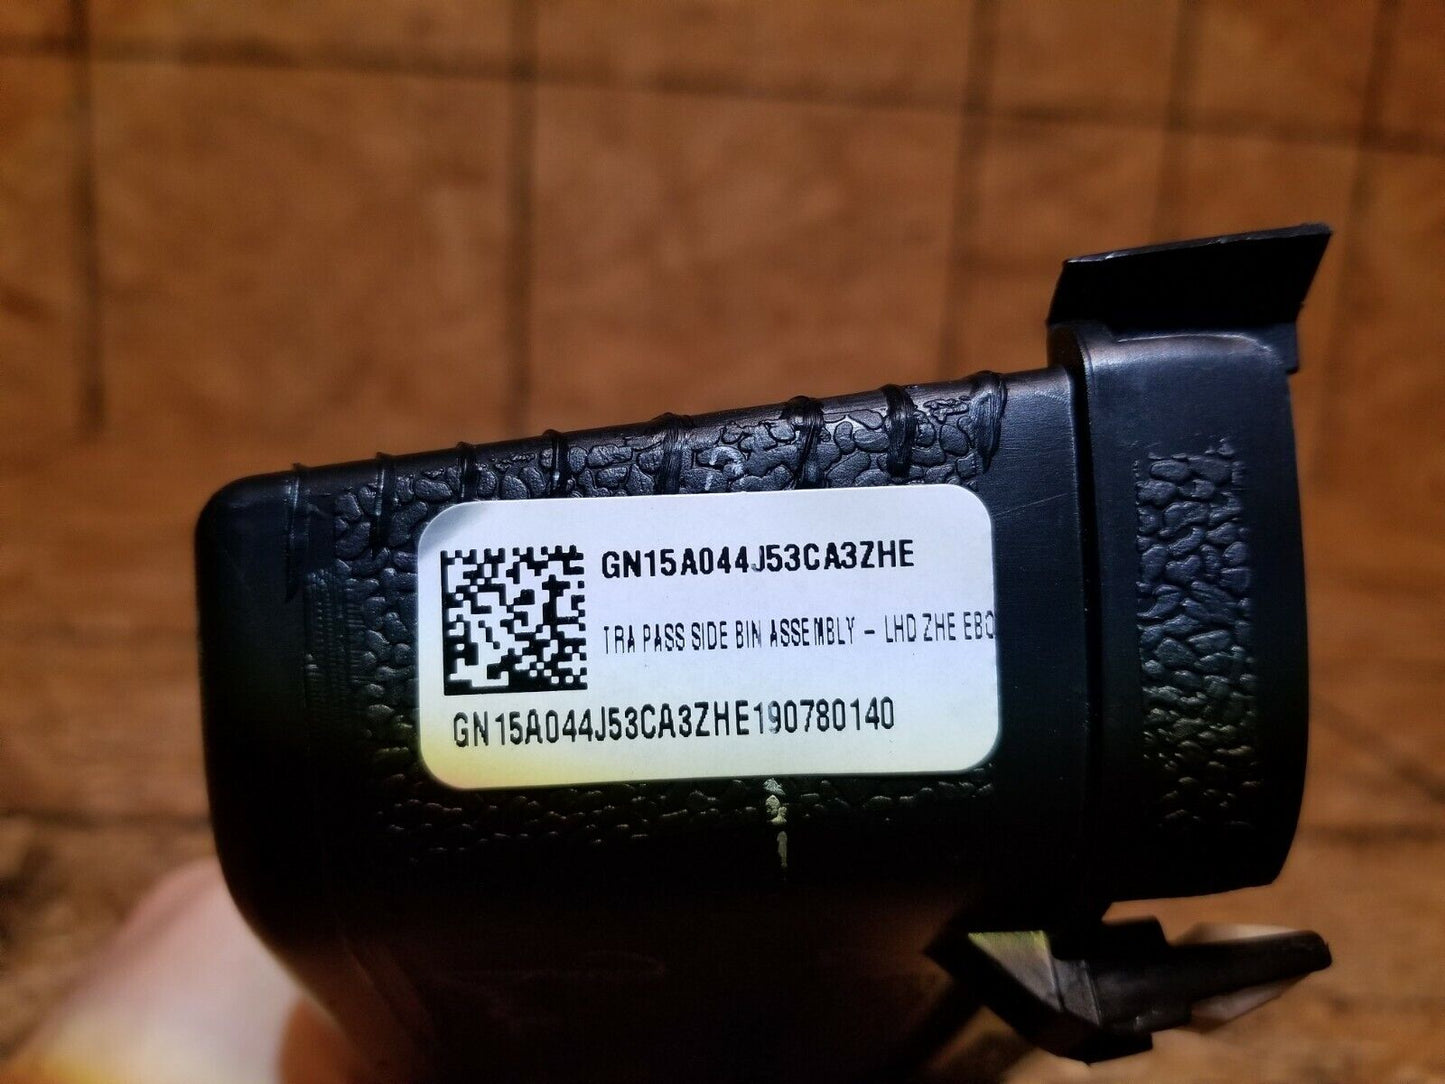 GN15A044J53CA3ZHE
TRA PASS SIDE BIN ASSEMBLY - LHD ZHE EBO
GN15A044J53CA3ZHE190780140